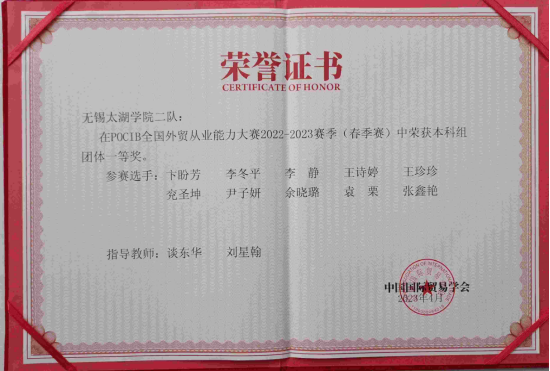 荣誉证书
CERTIFICATE OF HONOR
无锡太湖学院二队：
在POCIB全国外贸从业能力大赛2022-2023赛季（春季赛）中荣获本科组
团体一等奖。
参赛选手：卞盼芳 李冬平 李 静 王诗婷 王珍珍
兖圣坤 尹子妍 余晓璐 袁 栗 张鑫艳
指导教师：谈东华 刘星翰
中国国际贸易学会
2023年4月